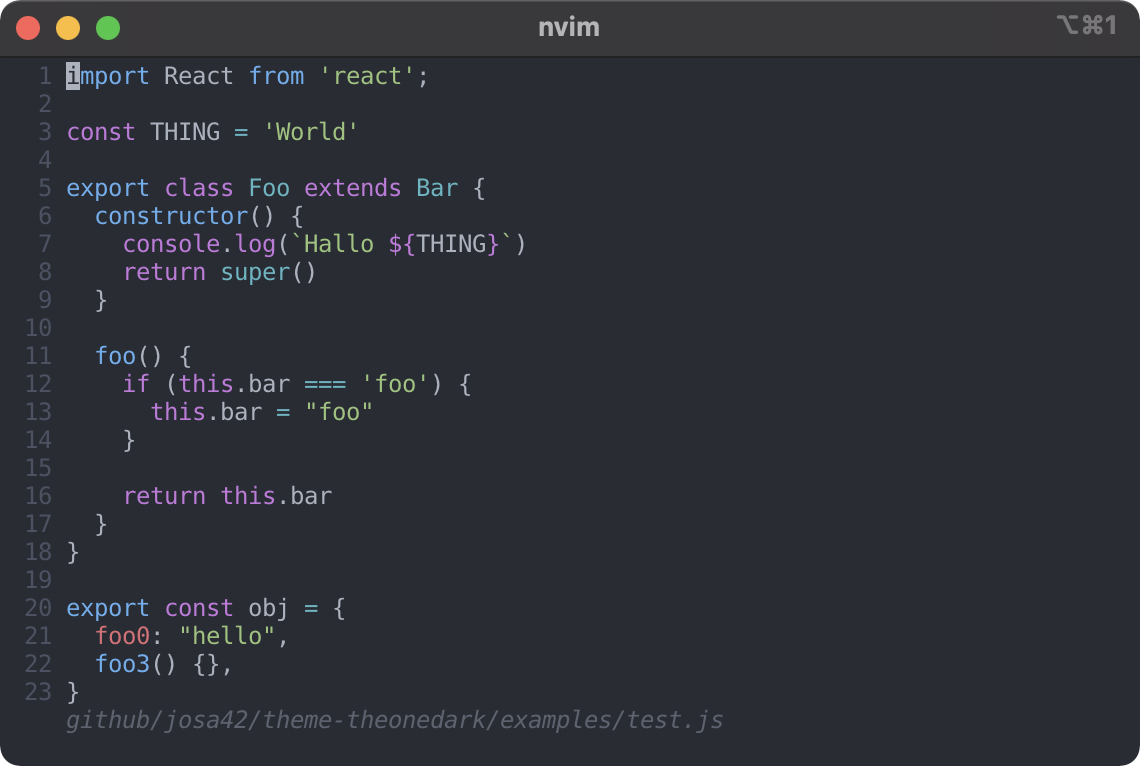 nvim
⌥⌘1
1 import React from 'react';
2
3 const THING = 'World'
4
5 export class Foo extends Bar {
6   constructor() {
7     console.log(`Hallo ${THING}`)
8     return super()
9   }
10
11   foo() {
12     if (this.bar === 'foo') {
13       this.bar = "foo"
14     }
15
16     return this.bar
17   }
18 }
19
20 export const obj = {
21   foo0: "hello",
22   foo3() {},
23 }
github/josa42/theme-theonedark/examples/test.js